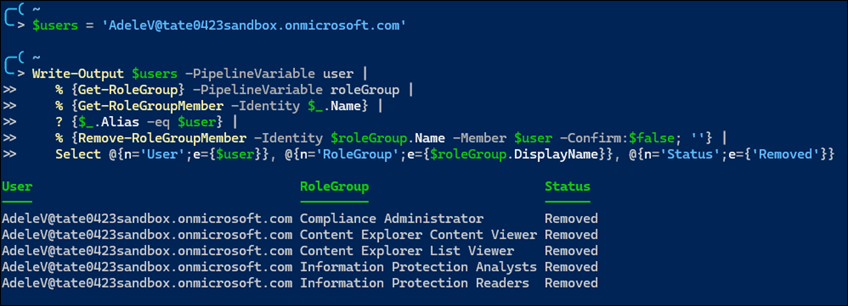 ~
> $users = 'AdeleV@tate0423sandbox.onmicrosoft.com'
~
> Write-Output $users -PipelineVariable user |
>>     % {Get-RoleGroup} -PipelineVariable roleGroup |
>>     % {Get-RoleGroupMember -Identity $_.Name} |
>>     ? {$_.Alias -eq $user} |
>>     % {Remove-RoleGroupMember -Identity $roleGroup.Name -Member $user -Confirm:$false; ''} |
>>     Select @{n='User';e={$user}}, @{n='RoleGroup';e={$roleGroup.DisplayName}}, @{n='Status';e={'Removed'}}
User RoleGroup Status
AdeleV@tate0423sandbox.onmicrosoft.com Compliance Administrator Removed
AdeleV@tate0423sandbox.onmicrosoft.com Content Explorer Content Viewer Removed
AdeleV@tate0423sandbox.onmicrosoft.com Content Explorer List Viewer Removed
AdeleV@tate0423sandbox.onmicrosoft.com Information Protection Analysts Removed
AdeleV@tate0423sandbox.onmicrosoft.com Information Protection Readers Removed